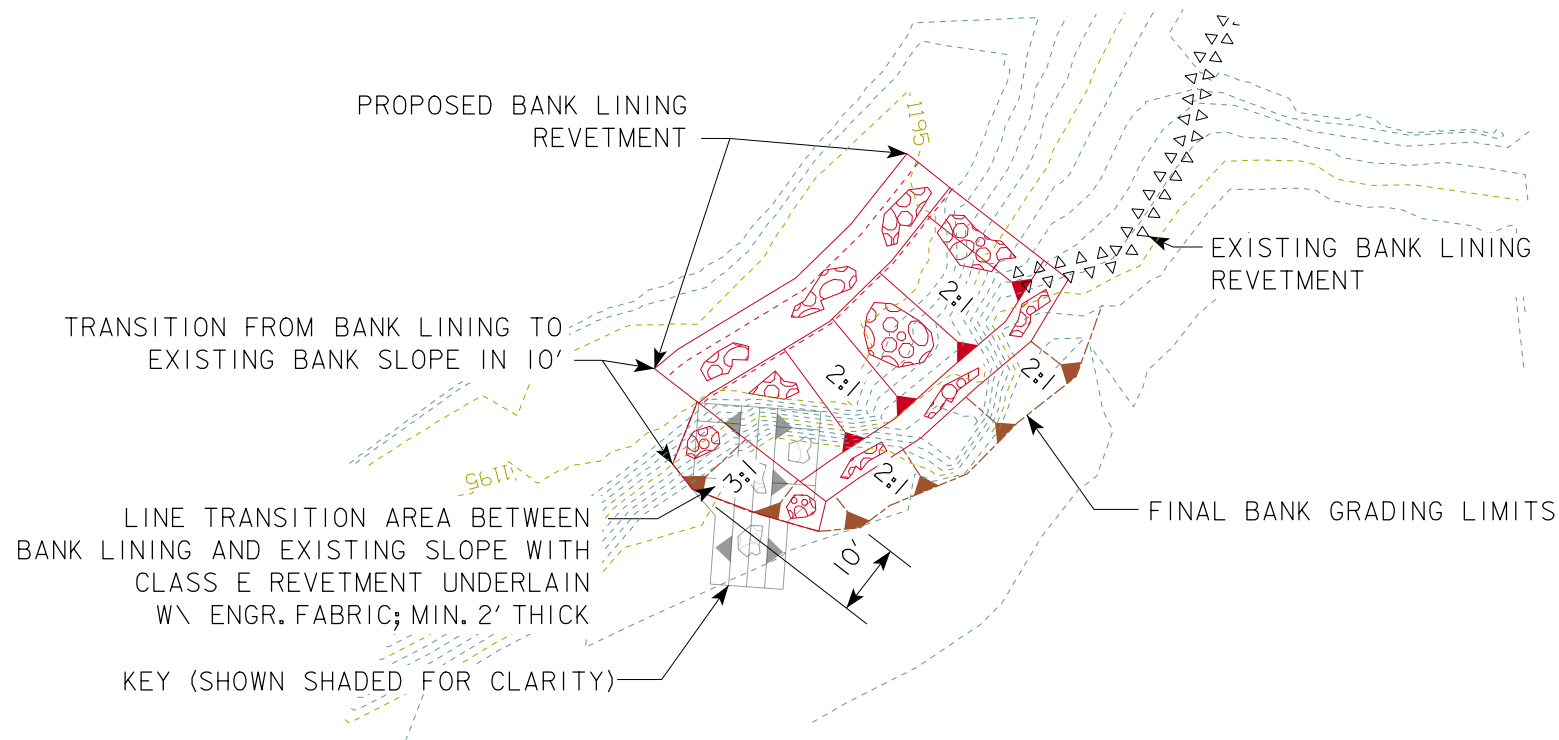 PROPOSED BANK LINING
REVETMENT
1195
EXISTING BANK LINING
REVETMENT
2:1
TRANSITION FROM BANK LINING TO
EXISTING BANK SLOPE IN 10'
2:1
2:1
1195
3:1
2:1
LINE TRANSITION AREA BETWEEN
BANK LINING AND EXISTING SLOPE WITH
CLASS E REVETMENT UNDERLAIN
W\ ENGR. FABRIC; MIN. 2' THICK
FINAL BANK GRADING LIMITS
10'
KEY (SHOWN SHADED FOR CLARITY)